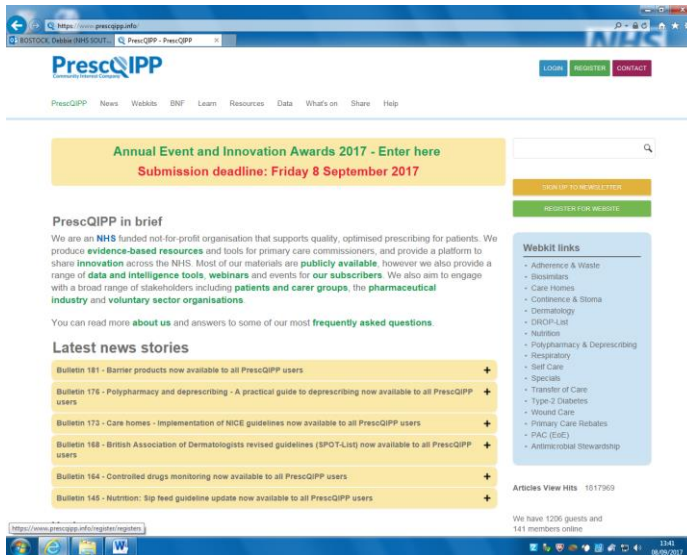 https://www.prescqipp.info/
BOSTOCK, Debbie (NHS SOUT...
PrescQIPP - PrescQIPP
NHS
PrescQIPP
Community Interest Company
LOGIN
REGISTER
CONTACT
PrescQIPP News Webkits BNF Learn Resources Data What's on Share Help
Annual Event and Innovation Awards 2017 - Enter here
Submission deadline: Friday 8 September 2017
SIGN UP TO NEWSLETTER
REGISTER FOR WEBSITE
PrescQIPP in brief
We are an NHS funded not-for-profit organisation that supports quality, optimised prescribing for patients. We
produce evidence-based resources and tools for primary care commissioners, and provide a platform to
share innovation across the NHS. Most of our materials are publicly available, however we also provide a
range of data and intelligence tools, webinars and events for our subscribers. We also aim to engage
with a broad range of stakeholders including patients and carer groups, the pharmaceutical
industry and voluntary sector organisations.
You can read more about us and answers to some of our most frequently asked questions.
Latest news stories
Bulletin 181 - Barrier products now available to all PrescQIPP users
Bulletin 176 - Polypharmacy and deprescribing - A practical guide to deprescribing now available to all PrescQIPP
users
Bulletin 173 - Care homes - Implementation of NICE guidelines now available to all PrescQIPP users
Bulletin 168 - British Association of Dermatologists revised guidelines (SPOT-List) now available to all PrescQIPP
users
Bulletin 164 - Controlled drugs monitoring now available to all PrescQIPP users
Bulletin 145 - Nutrition: Sip feed guideline update now available to all PrescQIPP users
Webkit links
Adherence & Waste
Biosimilars
Care Homes
Continence & Stoma
Dermatology
DROP-List
Nutrition
Polypharmacy & Deprescribing
Respiratory
Self Care
Specials
Transfer of Care
Type-2 Diabetes
Wound Care
Primary Care Rebates
PAC (EoE)
Antimicrobial Stewardship
Articles View Hits 1817969
We have 1206 guests and
141 members online
https://www.prescqipp.info/register/registers
13:41
08/09/2017